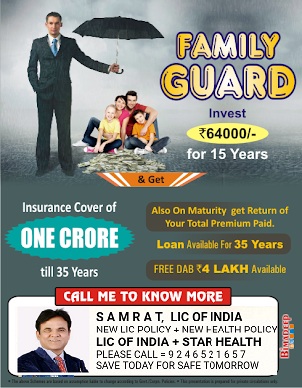 FAMILY
GUARD
Invest
₹64000/-
for 15 Years
& Get
Insurance Cover of
ONE CRORE
till 35 Years
Also On Maturity get Return of
Your Total Premium Paid.
Loan Available For 35 Years
FREE DAB ₹4 LAKH Available
CALL ME TO KNOW MORE
S A M R A T, LIC OF INDIA
NEW LIC POLICY + NEW HEALTH POLICY
LIC OF INDIA + STAR HEALTH
PLEASE CALL = 9 2 4 6 5 2 1 6 5 7
SAVE TODAY FOR SAFE TOMORROW